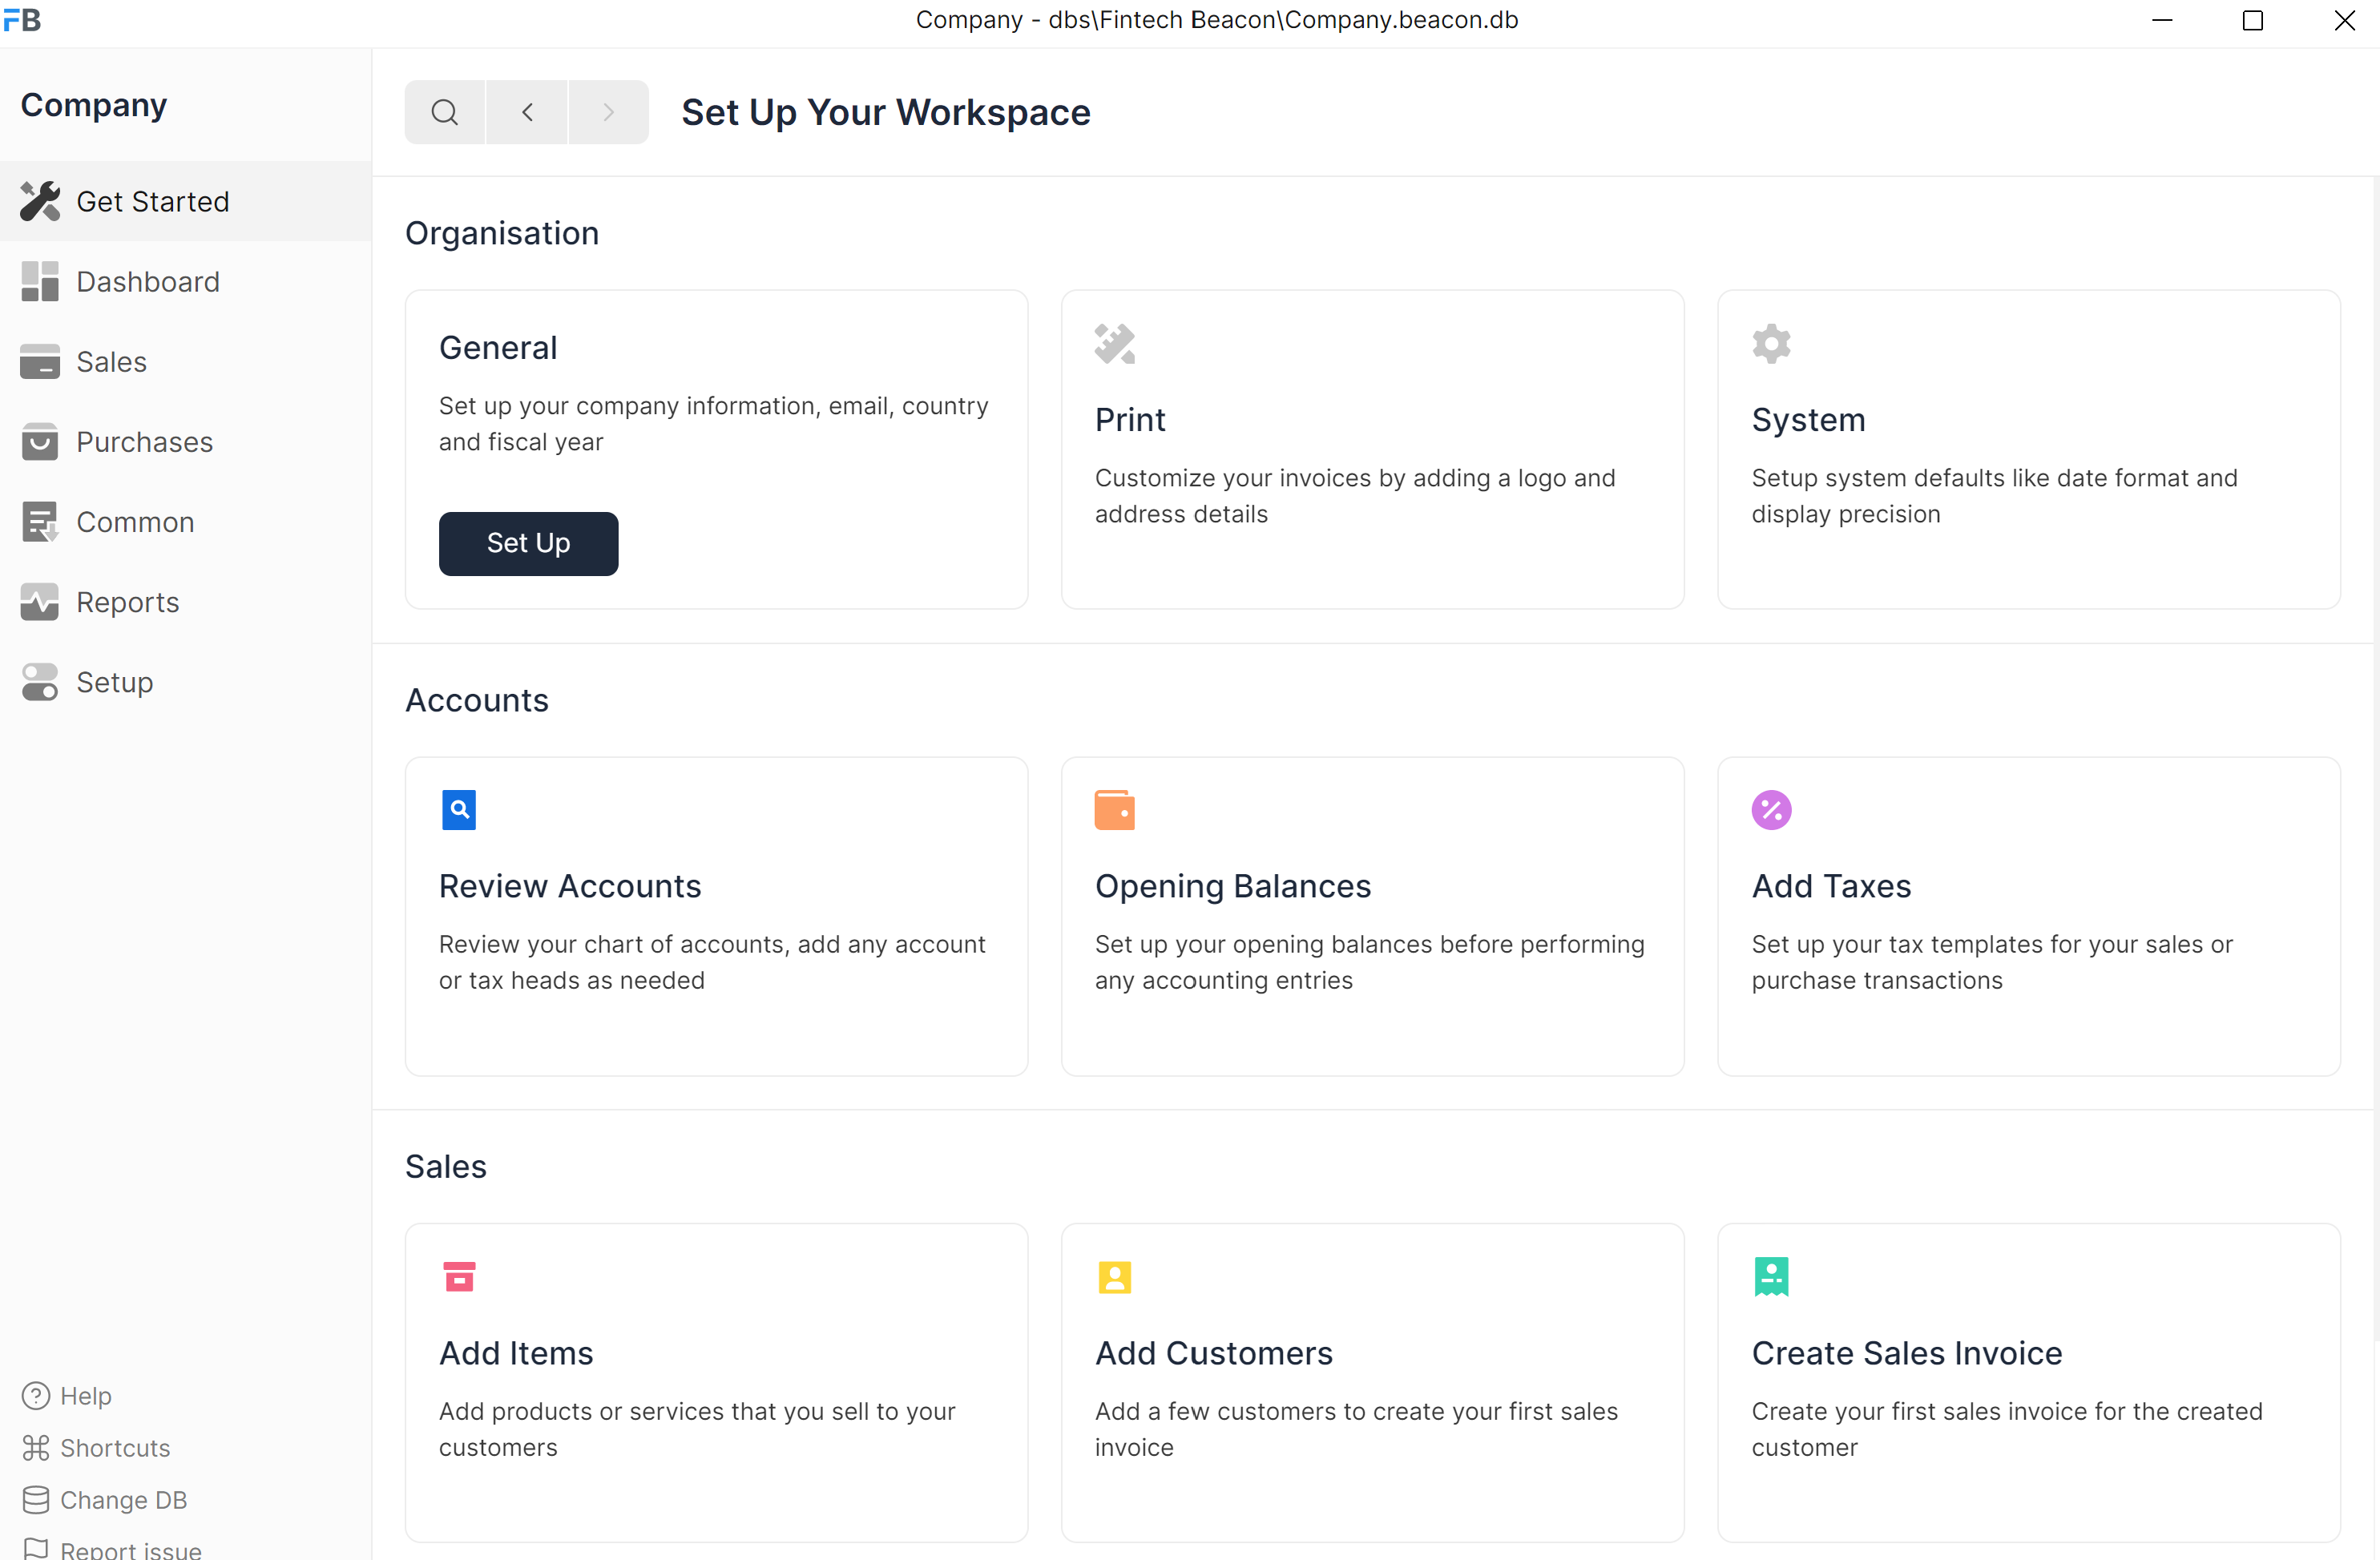 FB
Company - dbs\Fintech Beacon\Company.beacon.db
Company
Get Started
Dashboard
Sales
Purchases
Common
Reports
Setup
Help
Shortcuts
Change DB
Report issue
Set Up Your Workspace
Organisation
General
Set up your company information, email, country
and fiscal year
Set Up
Print
Customize your invoices by adding a logo and
address details
System
Setup system defaults like date format and
display precision
Accounts
Review Accounts
Review your chart of accounts, add any account
or tax heads as needed
Opening Balances
Set up your opening balances before performing
any accounting entries
Add Taxes
Set up your tax templates for your sales or
purchase transactions
Sales
Add Items
Add products or services that you sell to your
customers
Add Customers
Add a few customers to create your first sales
invoice
Create Sales Invoice
Create your first sales invoice for the created
customer